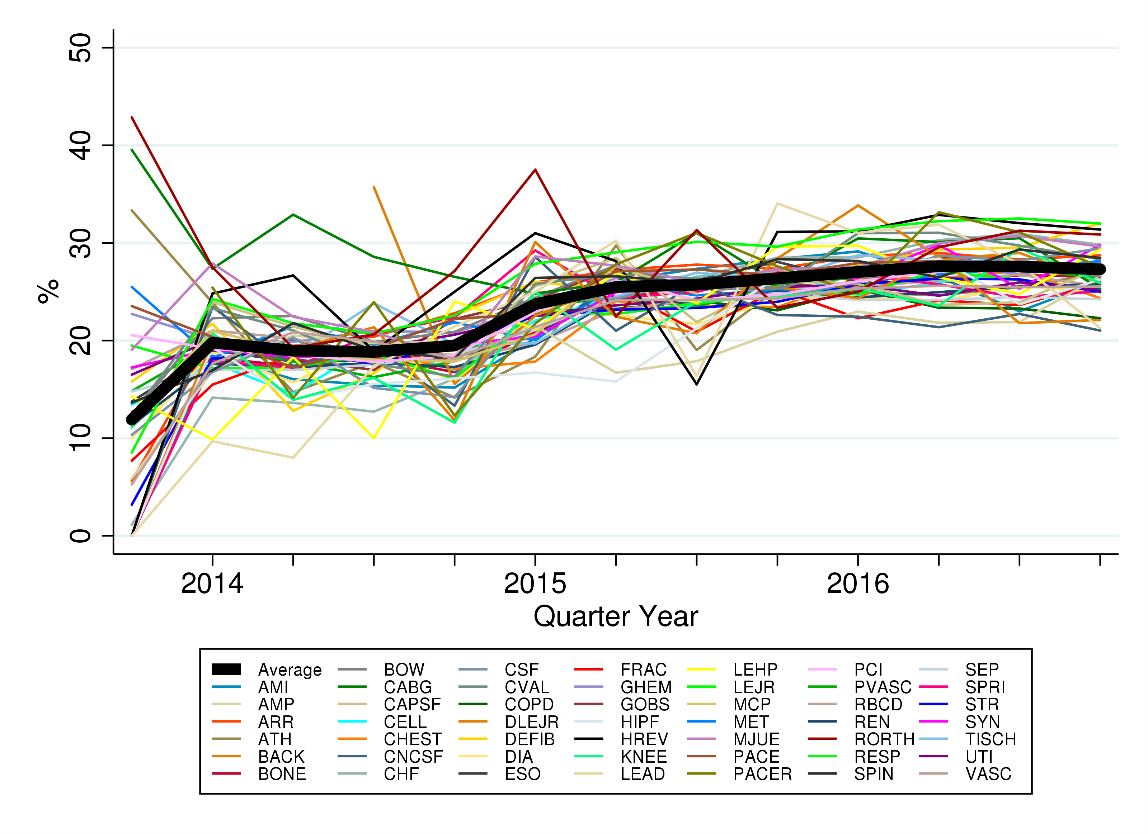 50
40
30
20
10
0
%
2014 2015 2016
Quarter Year
Average BOW CSF FRAC LEHP PCI SEP
AMI CABG CVAL GHEM LEJR PVASC SPRI
AMP CAPSF COPD GOBS MCP RBCD STR
ARR CELL DLEJR HIPF MET REN SYN
ATH CHEST DEFIB HREV MJUE RORTH TISCH
BACK CNCSF DIA KNEE PACE RESP UTI
BONE CHF ESO LEAD PACER SPIN VASC